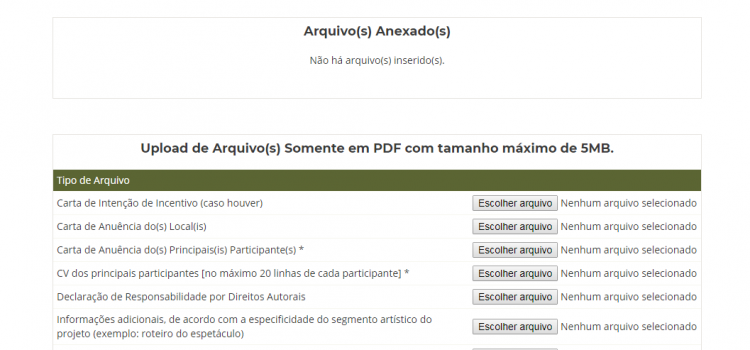 Arquivo(s) Anexado(s)
Não há arquivo(s) inserido(s).
Upload de Arquivo(s) Somente em PDF com tamanho máximo de 5MB.
Tipo de Arquivo
Carta de Intenção de Incentivo (caso houver) Escolher arquivo Nenhum arquivo selecionado
Carta de Anuência do(s) Local(is) Escolher arquivo Nenhum arquivo selecionado
Carta de Anuência do(s) Principais(is) Participante(s) * Escolher arquivo Nenhum arquivo selecionado
CV dos principais participantes [no máximo 20 linhas de cada participante] * Escolher arquivo Nenhum arquivo selecionado
Declaração de Responsabilidade por Direitos Autorais Escolher arquivo Nenhum arquivo selecionado
Informações adicionais, de acordo com a especificidade do segmento artístico do
projeto (exemplo: roteiro do espetáculo) Escolher arquivo Nenhum arquivo selecionado